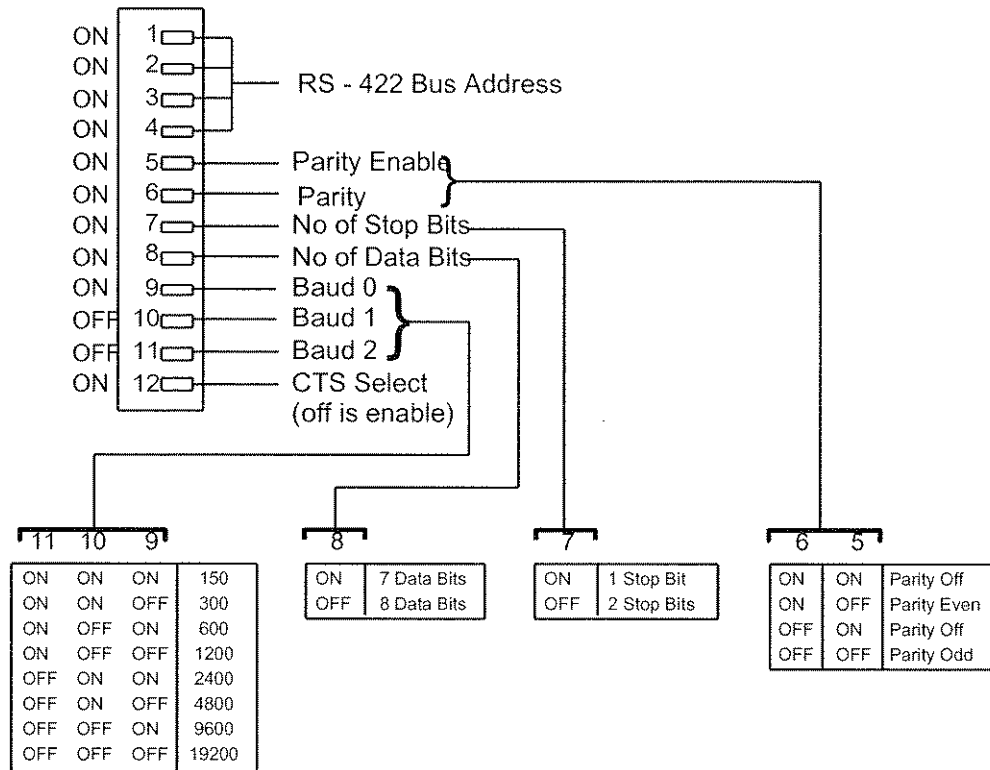 ON 1
ON 2
ON 3
RS - 422 Bus Address
ON 4
ON 5 Parity Enable
ON 6 Parity
ON 7 No of Stop Bits
ON 8 No of Data Bits
ON 9 Baud 0
OFF 10 Baud 1
OFF 11 Baud 2
ON 12 CTS Select
(off is enable)
11 10 9
ON ON ON 150
ON ON OFF 300
ON OFF ON 600
ON OFF OFF 1200
OFF ON ON 2400
OFF ON OFF 4800
OFF OFF ON 9600
OFF OFF OFF 19200
8
ON 7 Data Bits
OFF 8 Data Bits
7
ON 1 Stop Bit
OFF 2 Stop Bits
6 5
ON ON Parity Off
ON OFF Parity Even
OFF ON Parity Off
OFF OFF Parity Odd